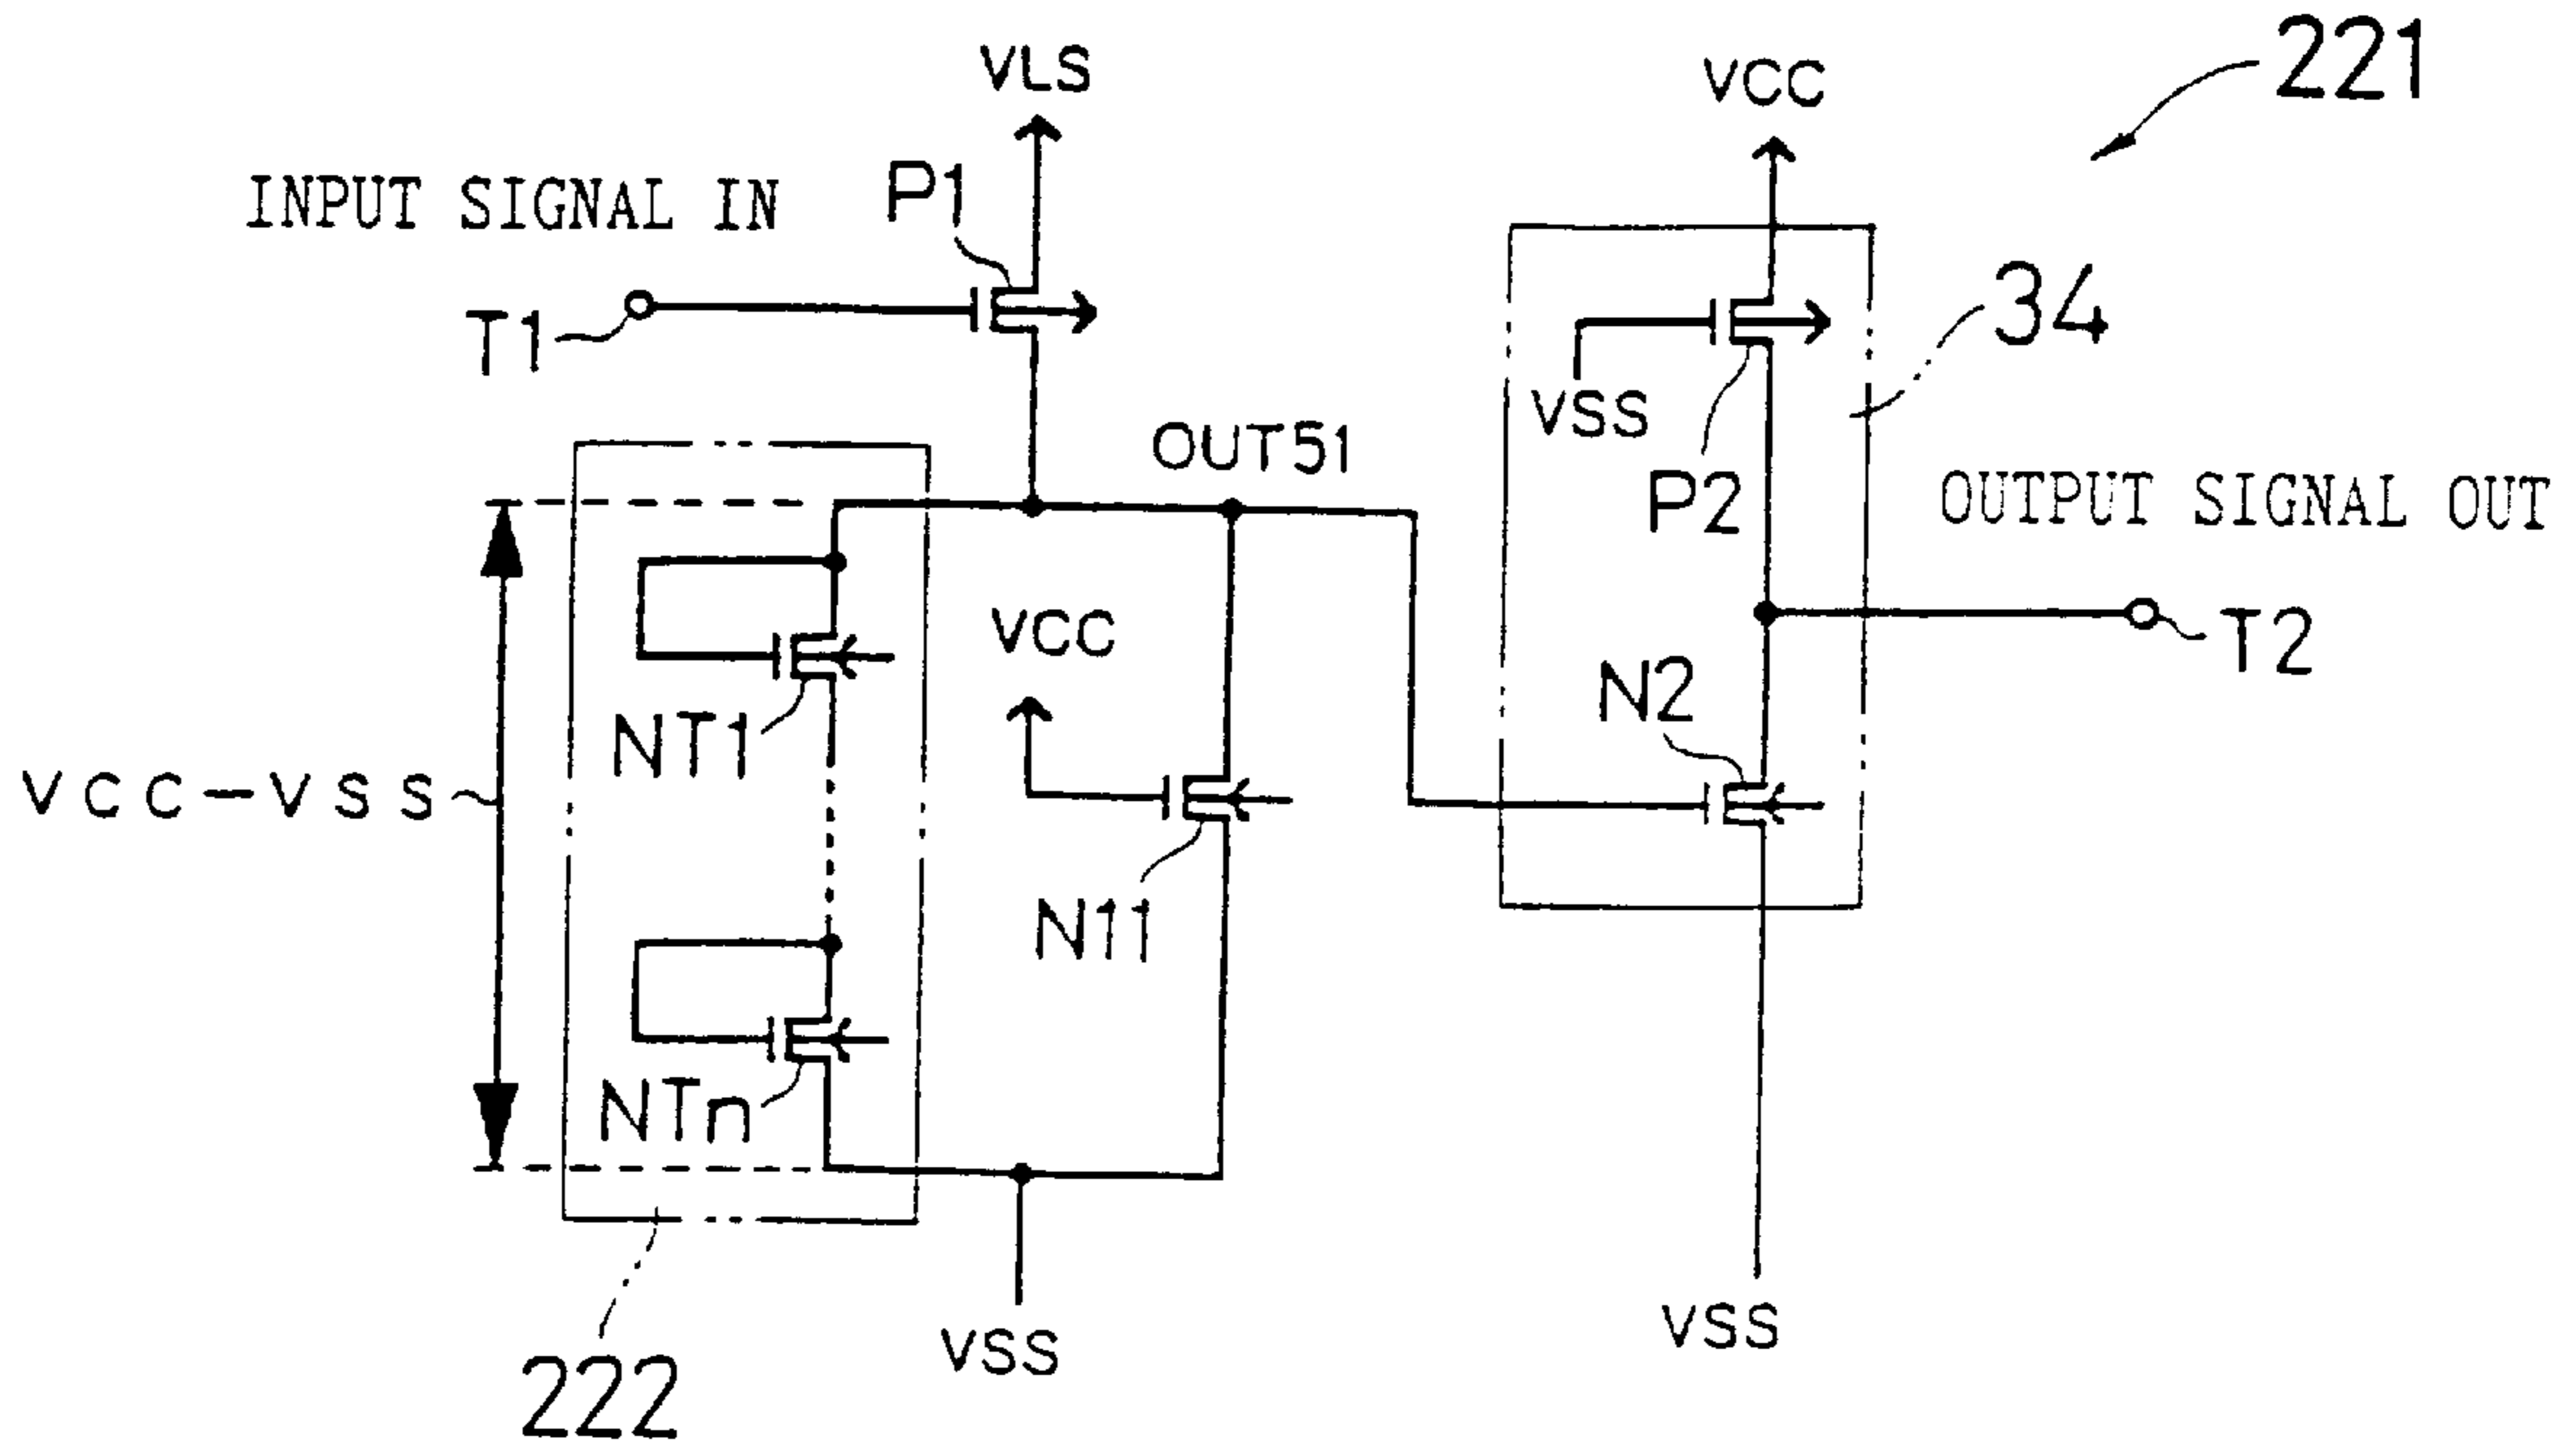 221
VLS
VCC
INPUT SIGNAL IN
P1
T1
34
VSS
OUT51
P2
OUTPUT SIGNAL OUT
VCC
T2
N2
NT1
VCC-VSS
N11
NTn
VSS
VSS
222